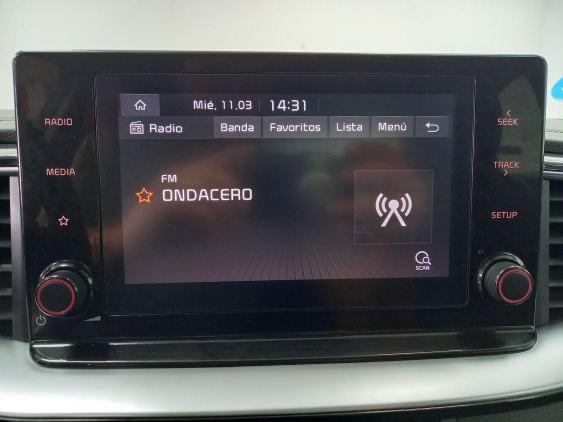 Mié, 11.03 14:31
Radio Banda Favoritos Lista Menú
FM
ONDACERO
SCAN
RADIO
MEDIA
SEEK
TRACK
SETUP